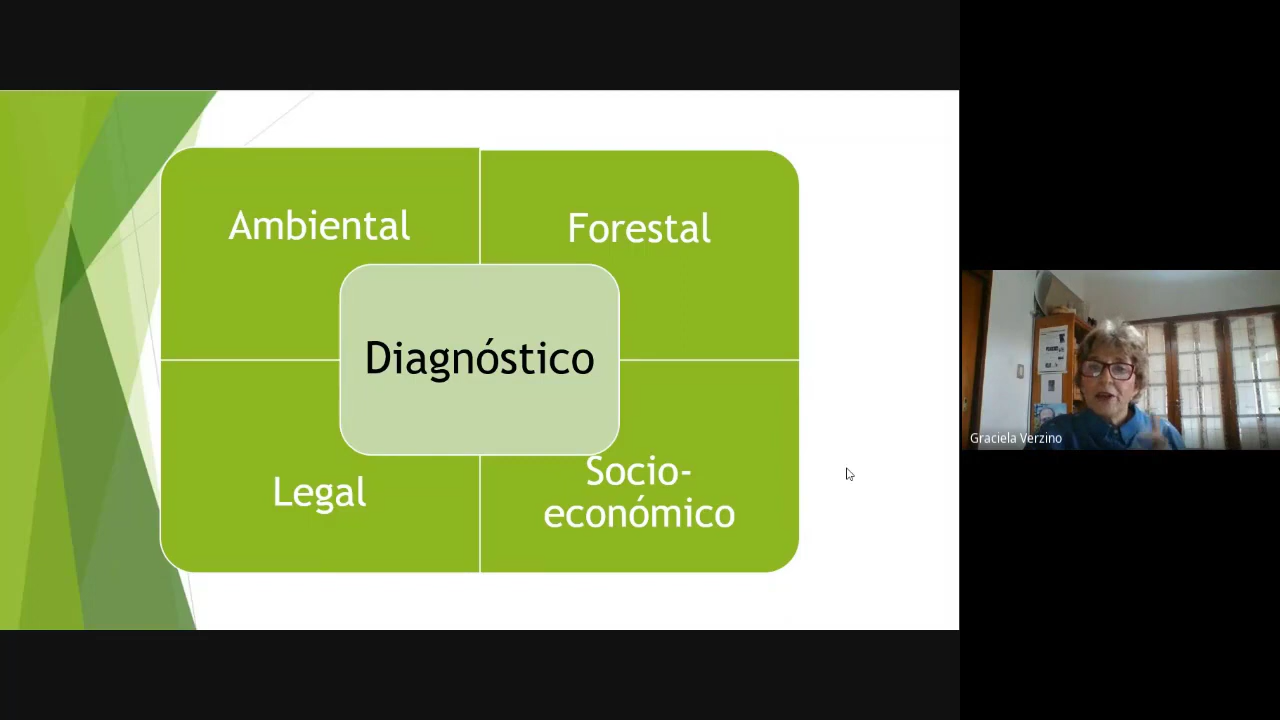 Ambiental
Forestal
Diagnóstico
Legal
Socio-
económico
Graciela Verzino